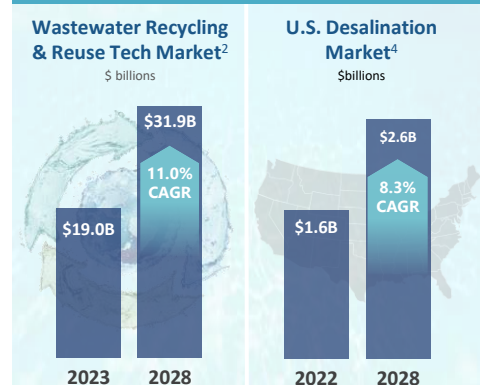 Wastewater Recycling
& Reuse Tech Market2
$ billions
$31.9B
11.0%
CAGR
$19.0B
2023 2028
U.S. Desalination
Market4
$billions
$2.6B
8.3%
CAGR
$1.6B
2022 2028